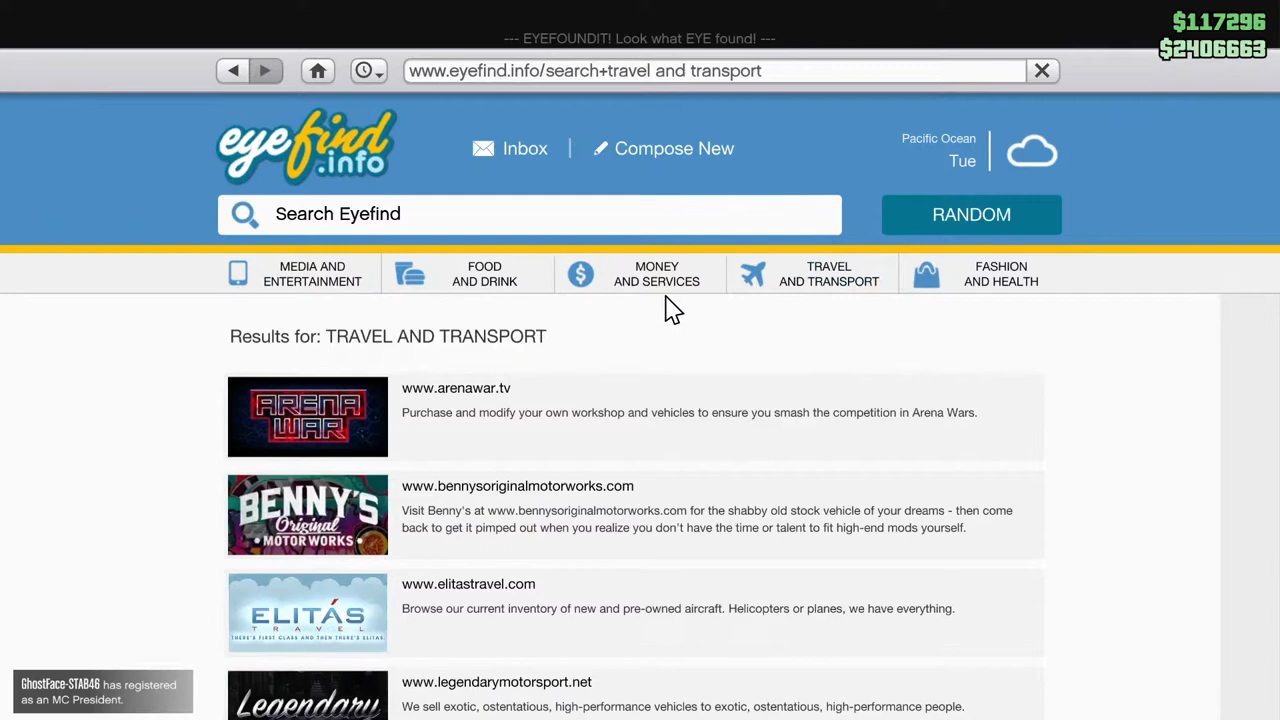 $117296
--- EYEFOUNDIT! Look what EYE found! ---
$2406663
www.eyefind.info/search+travel and transport
eyefind
.info
Inbox
Compose New
Pacific Ocean
Tue
Search Eyefind
RANDOM
MEDIA AND
ENTERTAINMENT
FOOD
AND DRINK
MONEY
AND SERVICES
TRAVEL
AND TRANSPORT
FASHION
AND HEALTH
Results for: TRAVEL AND TRANSPORT
ARENA
WAR
www.arenawar.tv
Purchase and modify your own workshop and vehicles to ensure you smash the competition in Arena Wars.
BENNY'S
Original
MOTOR WORKS
www.bennysoriginalmotorworks.com
Visit Benny's at www.bennysoriginalmotorworks.com for the shabby old stock vehicle of your dreams - then come
back to get it pimped out when you realize you don't have the time or talent to fit high-end mods yourself.
ELITÁS
TRAVEL
THERE'S FIRST CLASS AND THEN THERE'S ELITAS
www.elitastravel.com
Browse our current inventory of new and pre-owned aircraft. Helicopters or planes, we have everything.
Legendary
www.legendarymotorsport.net
We sell exotic, ostentatious, high-performance vehicles to exotic, ostentatious, high-performance people.
GhostFace-STAB46 has registered
as an MC President.